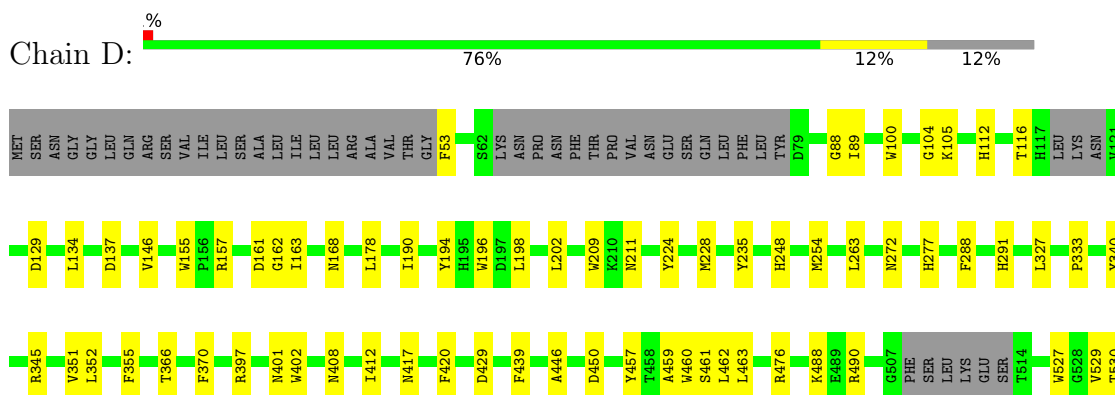 .%
Chain D:
76% 12% 12%
MET SER ASN GLY GLY LEU GLN ARG SER VAL ILE LEU SER ALA LEU ILE LEU LEU ARG ALA VAL THR GLY F53 S62 LYS ASN PRO ASN PHE THR PRO VAL ASN GLU SER GLN LEU PHE LEU TYR D79 G88 I89 W100 G104 K105 H112 T116 H117 LEU LYS ASN V121
D129 L134 D137 V146 W155 P156 R157 D161 G162 I163 N168 L178 I190 Y194 H195 W196 D197 L198 L202 W209 K210 N211 Y224 M228 Y235 H248 M254 L263 N272 H277 F288 H291 L327 P333 Y340
R345 V351 L352 F355 T366 F370 R397 N401 W402 N408 I412 N417 F420 D429 F439 A446 D450 Y457 T458 A459 W460 S461 L462 L463 R476 K488 E489 R490 G507 PHE SER LEU LYS GLU SER T514 W527 G528 V529 T530